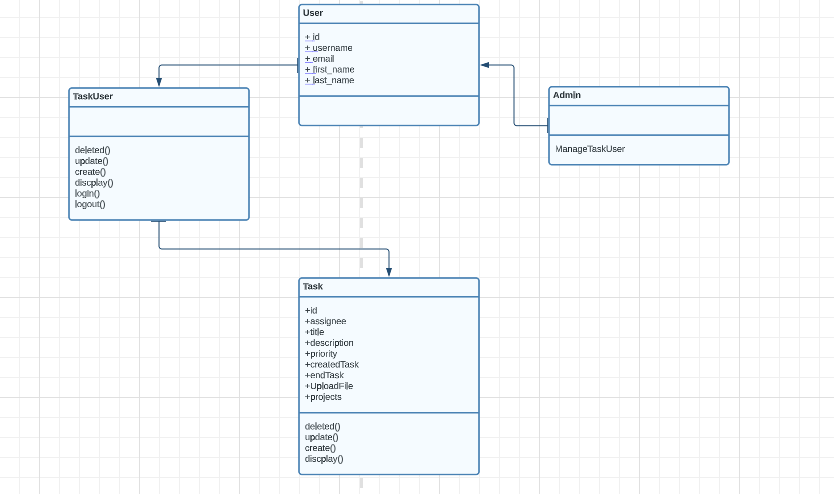 User
+ id
+ username
+ email
+ first_name
+ last_name
TaskUser
deleted()
update()
create()
discplay()
login()
logout()
Admin
ManageTaskUser
Task
+id
+assignee
+title
+description
+priority
+createdTask
+endTask
+UploadFile
+projects
deleted()
update()
create()
discplay()